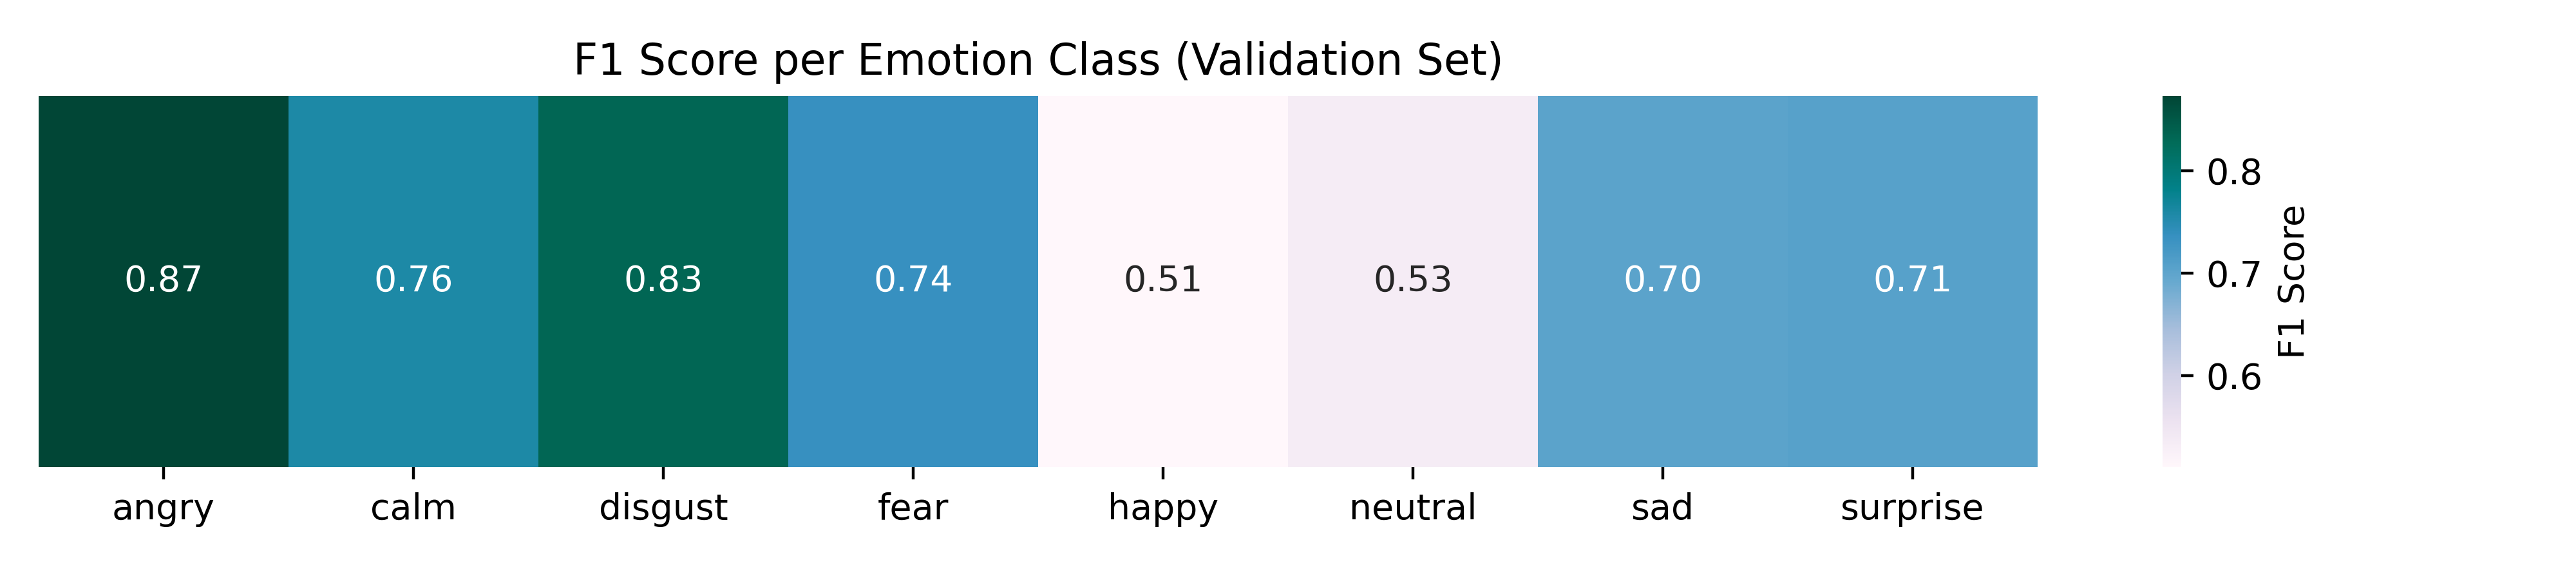 F1 Score per Emotion Class (Validation Set)
0.87 0.76 0.83 0.74 0.51 0.53 0.70 0.71
angry calm disgust fear happy neutral sad surprise
0.8
0.7
0.6
F1 Score